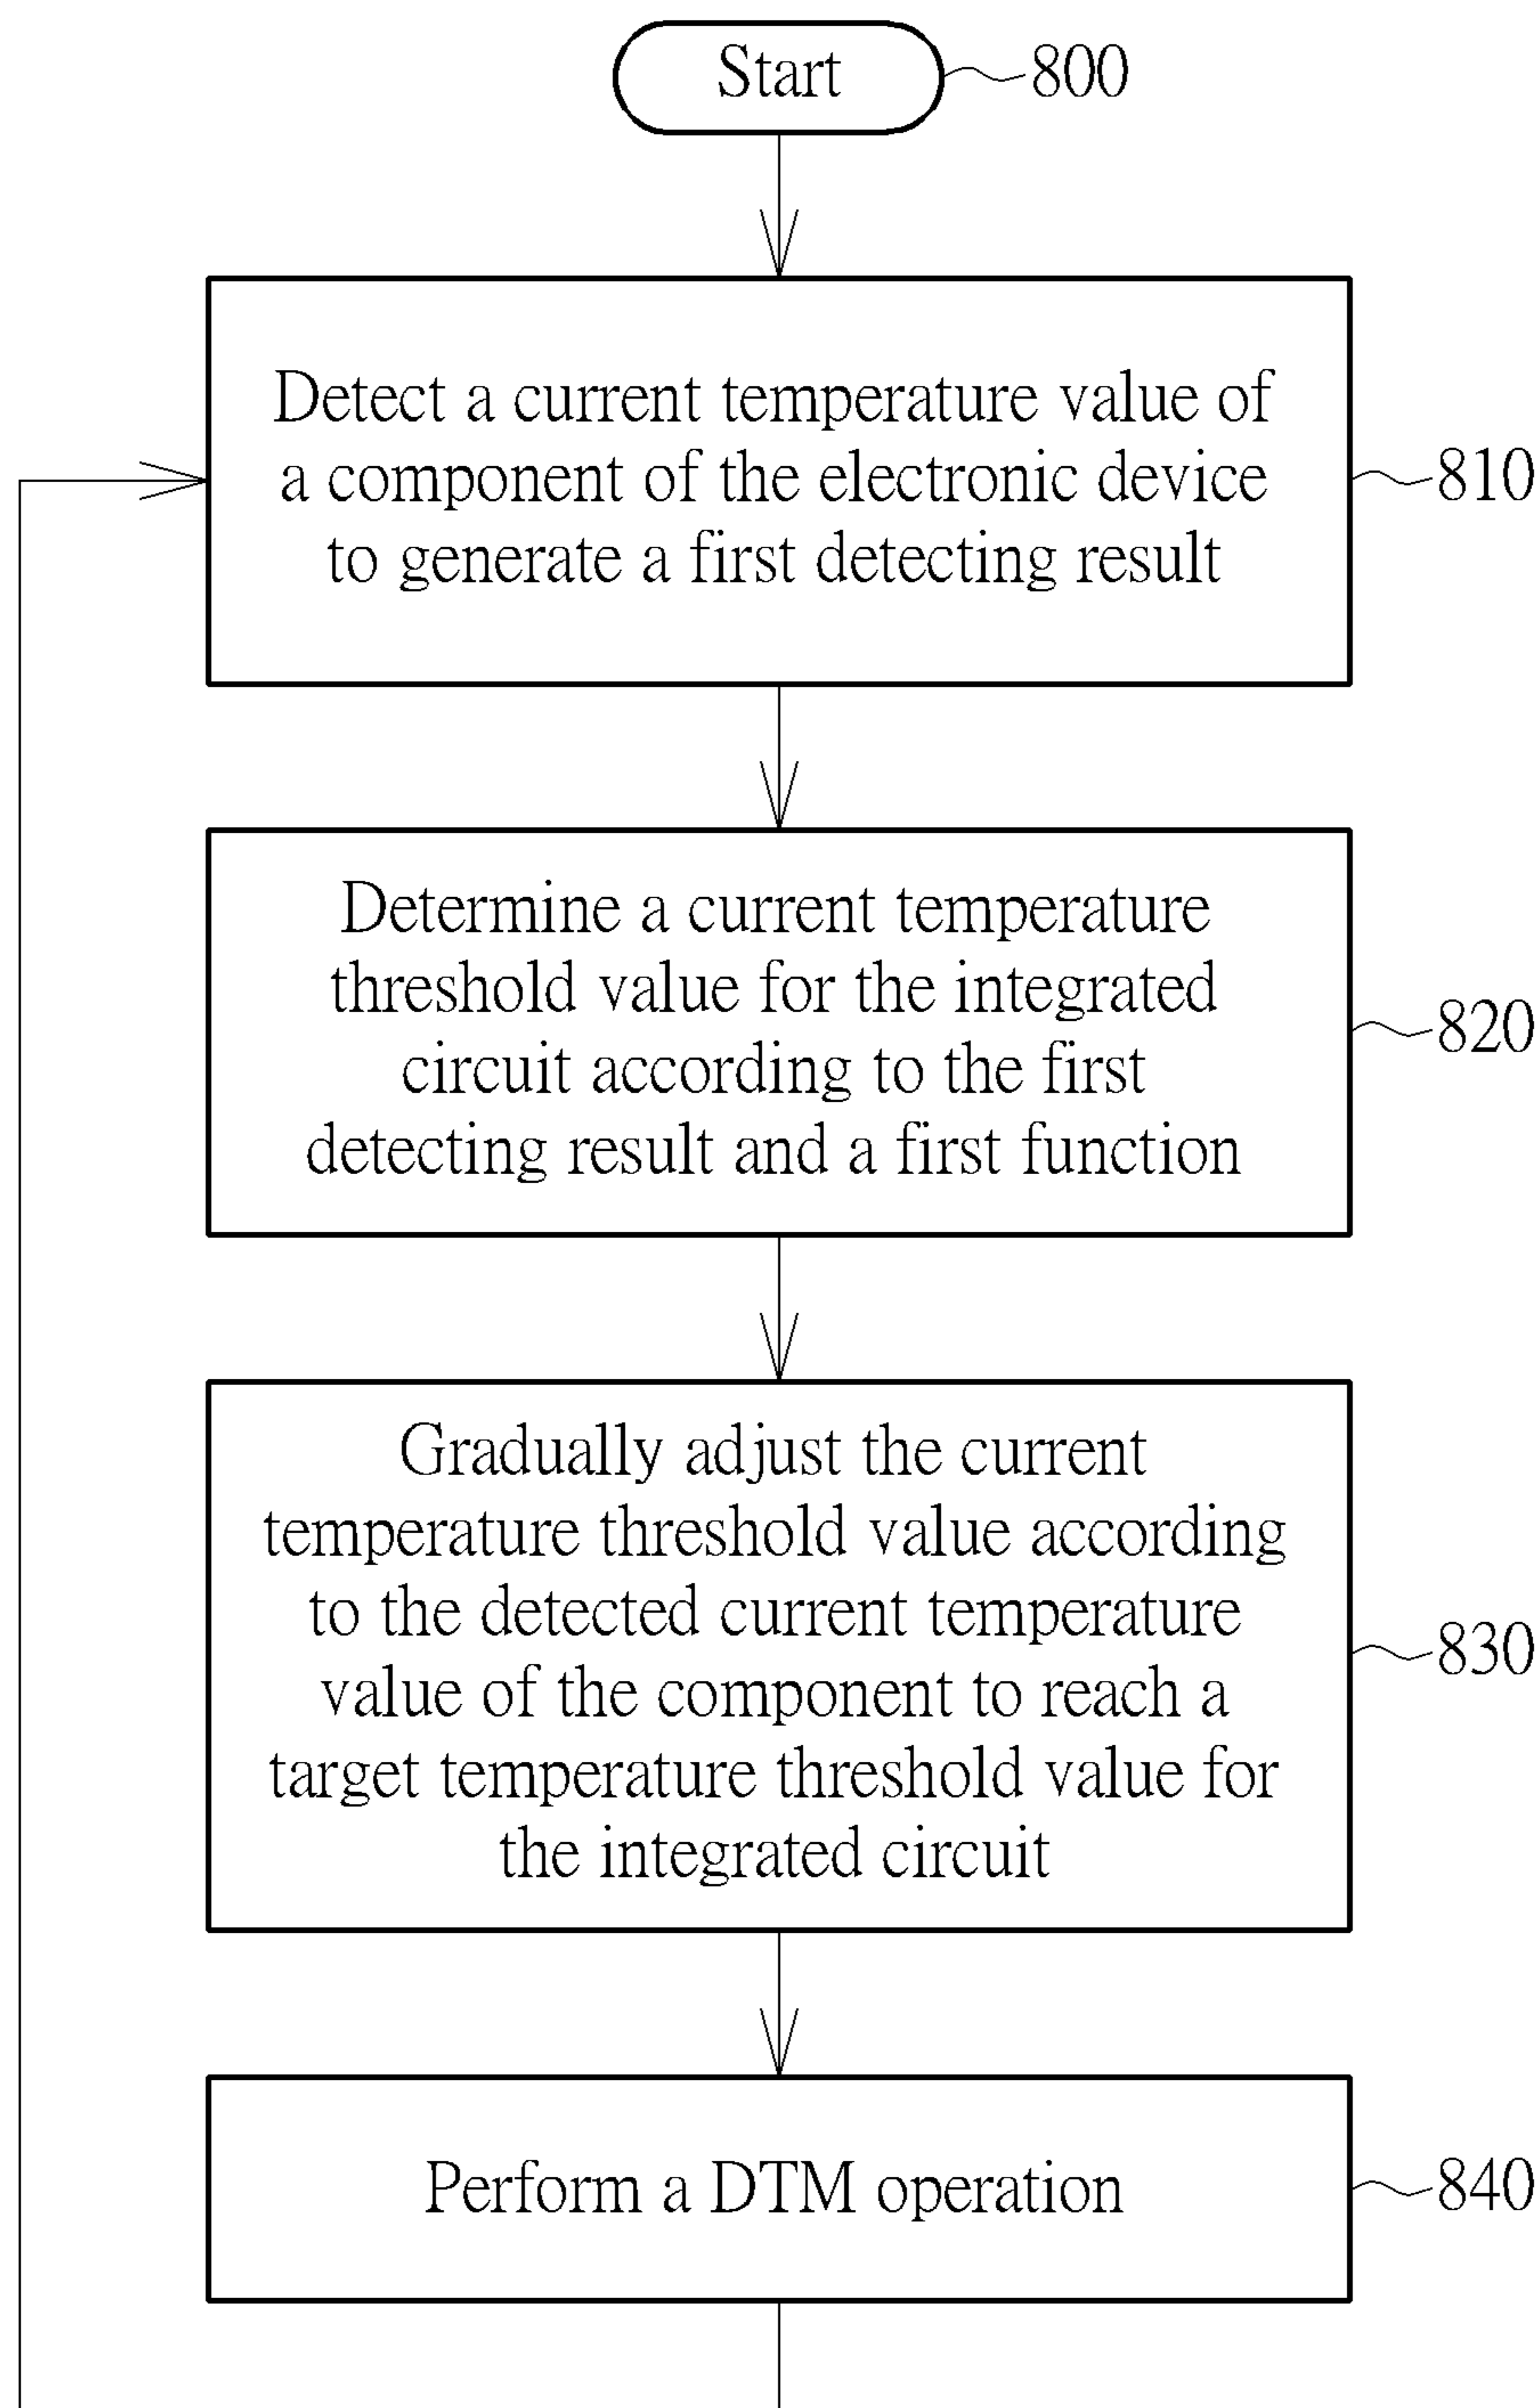 Start
800
Detect a current temperature value of
a component of the electronic device
to generate a first detecting result
810
Determine a current temperature
threshold value for the integrated
circuit according to the first
detecting result and a first function
820
Gradually adjust the current
temperature threshold value according
to the detected current temperature
value of the component to reach a
target temperature threshold value for
the integrated circuit
830
Perform a DTM operation
840